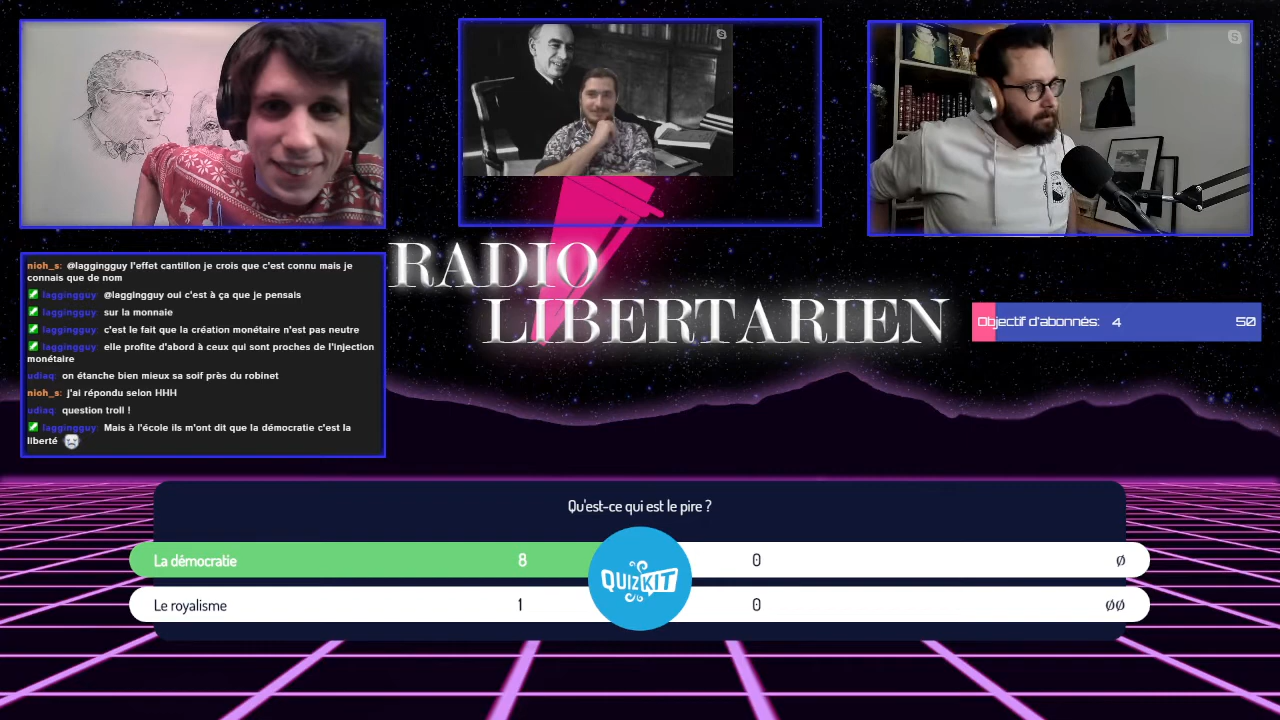 nioh_s: @laggingguy l'effet cantillon je crois que c'est connu mais je
connais que de nom
laggingguy: @laggingguy oui c'est à ça que je pensais
laggingguy: sur la monnaie
laggingguy: c'est le fait que la création monétaire n'est pas neutre
laggingguy: elle profite d'abord à ceux qui sont proches de l'injection
monétaire
udiaq: on étanche bien mieux sa soif près du robinet
nioh_s: j'ai répondu selon HHH
udiaq: question troll !
laggingguy: Mais à l'école ils m'ont dit que la démocratie c'est la
liberté
RADIO
LIBERTARIEN
Objectif d'abonnés: 4 50
Qu'est-ce qui est le pire ?
La démocratie 8 0 Ø
Le royalisme 1 0 ØØ
QUIZKIT